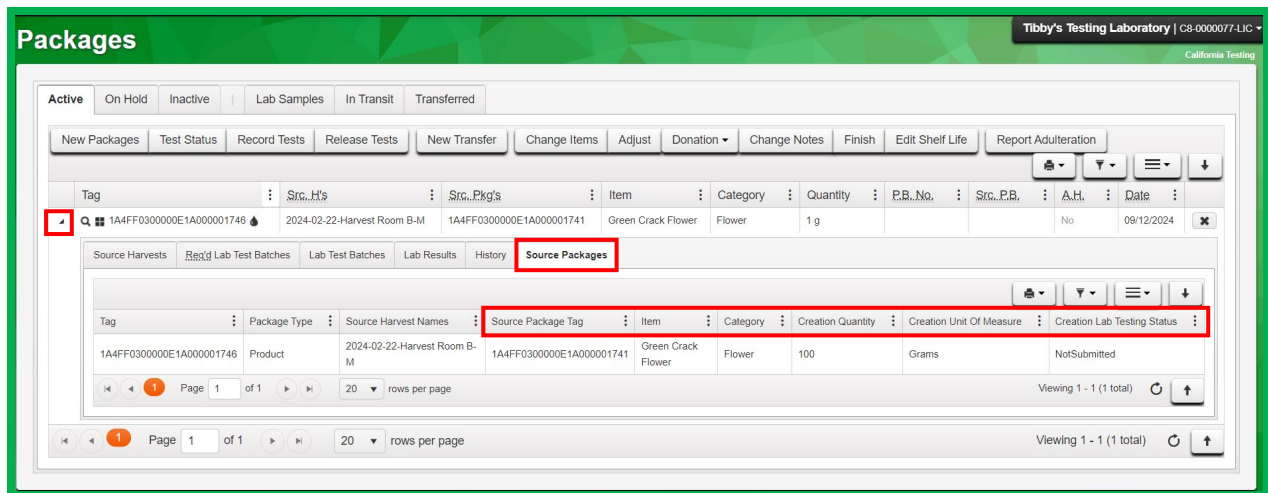 Packages
Tibby's Testing Laboratory | C8-0000077-LIC
California Testing
Active On Hold Inactive Lab Samples In Transit Transferred
New Packages Test Status Record Tests Release Tests New Transfer Change Items Adjust Donation Change Notes Finish Edit Shelf Life Report Adulteration
Tag Src. H's Src. Pkg's Item Category Quantity P.B. No. Src. P.B. A.H. Date
1A4FF0300000E1A000001746 2024-02-22-Harvest Room B-M 1A4FF0300000E1A000001741 Green Crack Flower Flower 1 g No 09/12/2024
Source Harvests Req'd Lab Test Batches Lab Test Batches Lab Results History Source Packages
Tag Package Type Source Harvest Names Source Package Tag Item Category Creation Quantity Creation Unit Of Measure Creation Lab Testing Status
1A4FF0300000E1A000001746 Product 2024-02-22-Harvest Room B-M 1A4FF0300000E1A000001741 Green Crack Flower Flower 100 Grams NotSubmitted
1 Page 1 of 1 20 rows per page Viewing 1 - 1 (1 total)
1 Page 1 of 1 20 rows per page Viewing 1 - 1 (1 total)